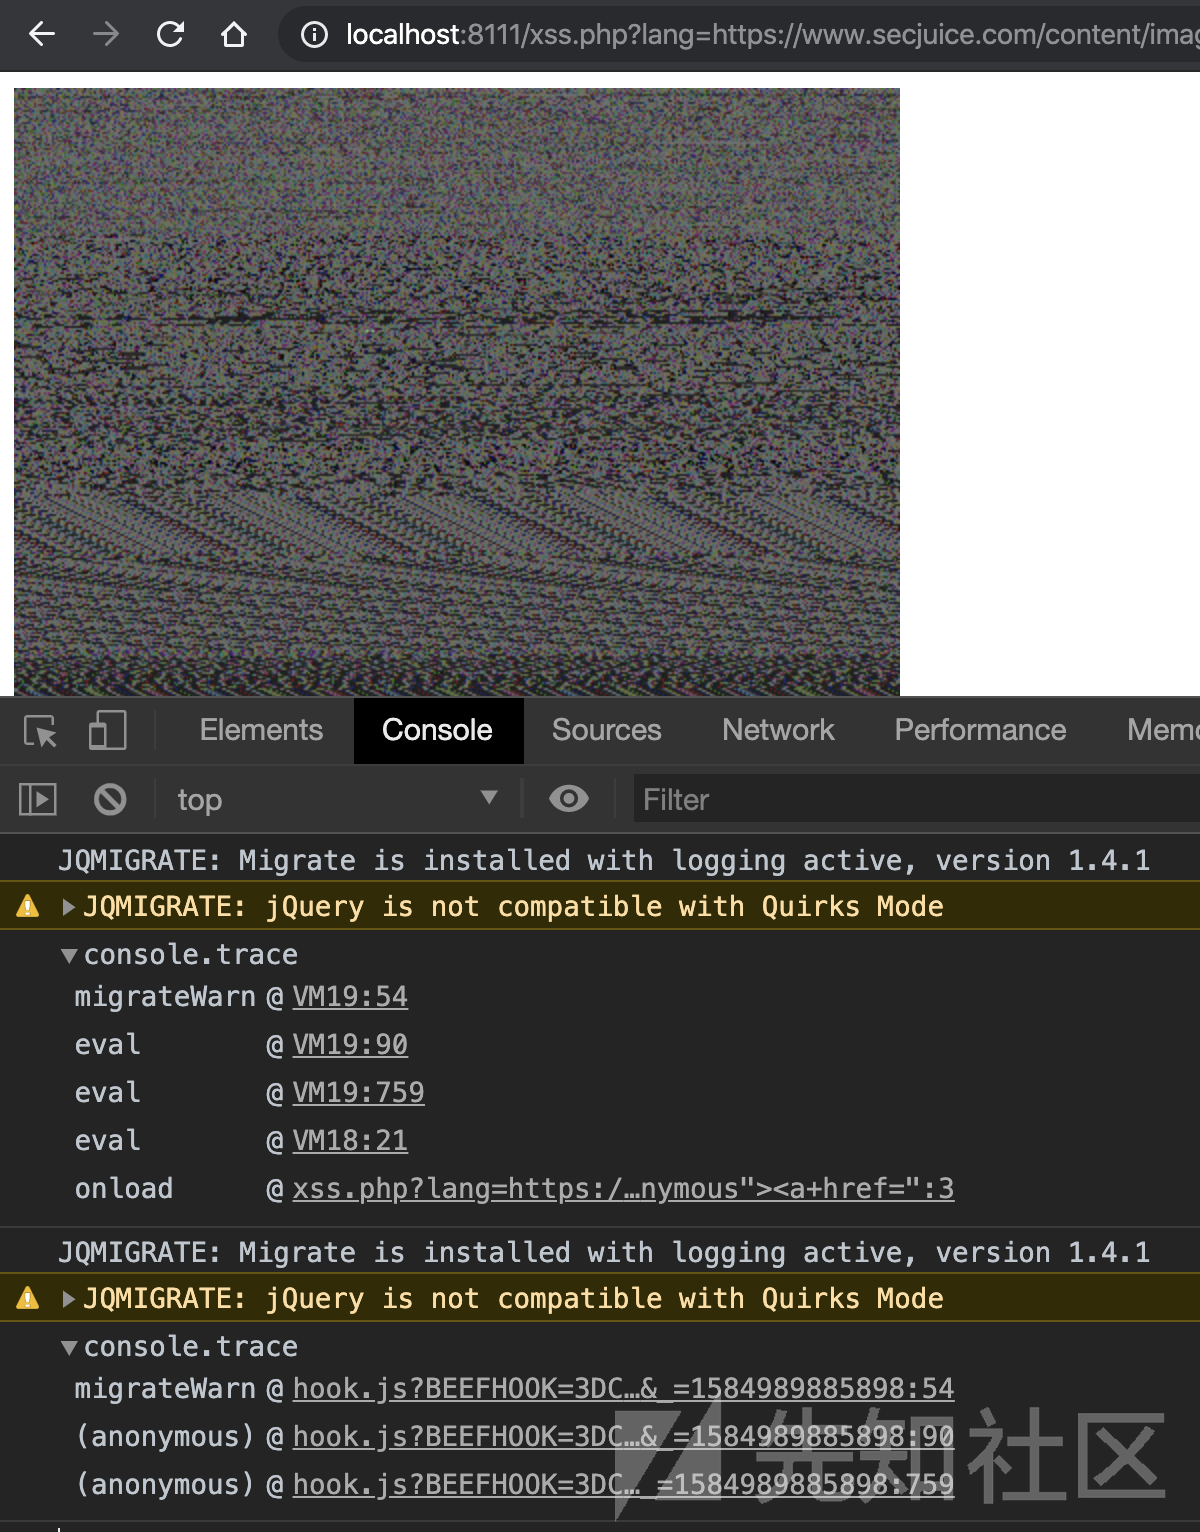 localhost:8111/xss.php?lang=https://www.secjuice.com/content/imag
Elements Console Sources Network Performance Memo
top Filter
JQMIGRATE: Migrate is installed with logging active, version 1.4.1
JQMIGRATE: jQuery is not compatible with Quirks Mode
console.trace
migrateWarn @ VM19:54
eval @ VM19:90
eval @ VM19:759
eval @ VM18:21
onload @ xss.php?lang=https:/…nymous"><a+href=":3
JQMIGRATE: Migrate is installed with logging active, version 1.4.1
JQMIGRATE: jQuery is not compatible with Quirks Mode
console.trace
migrateWarn @ hook.js?BEEFHOOK=3DC…&_=1584989885898:54
(anonymous) @ hook.js?BEEFHOOK=3DC…&_=1584989885898:90
(anonymous) @ hook.js?BEEFHOOK=3DC…_=1584989885898:759
先知社区